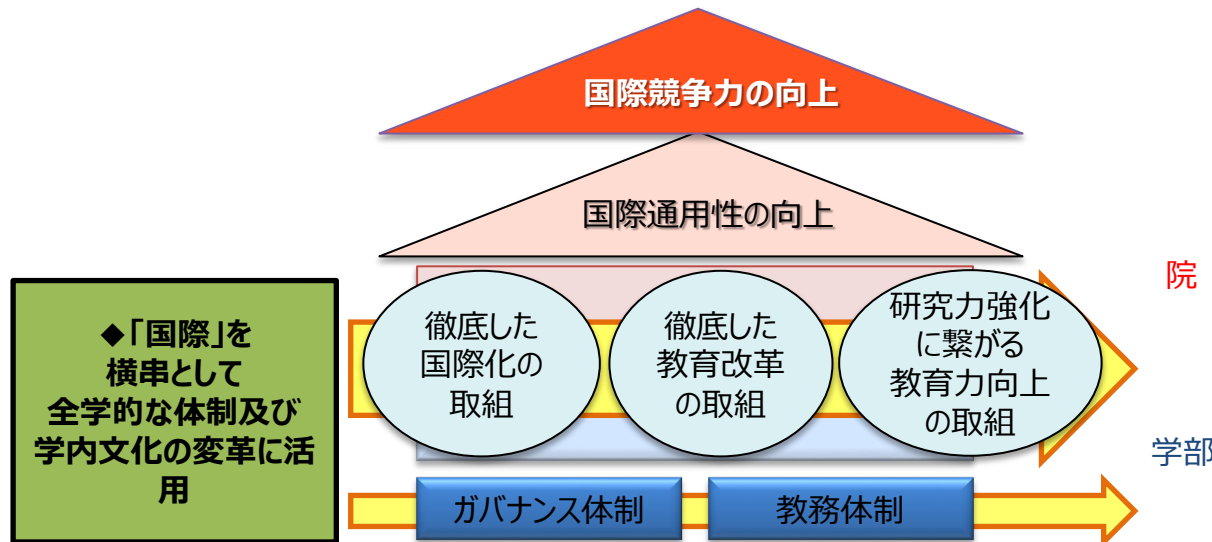 国際競争力の向上
国際通用性の向上
院
◆「国際」を
横串として
全学的な体制及び
学内文化の変革に活
用
徹底した
国際化の
取組
徹底した
教育改革
の取組
研究力強化
に繋がる
教育力向上
の取組
学部
ガバナンス体制
教務体制